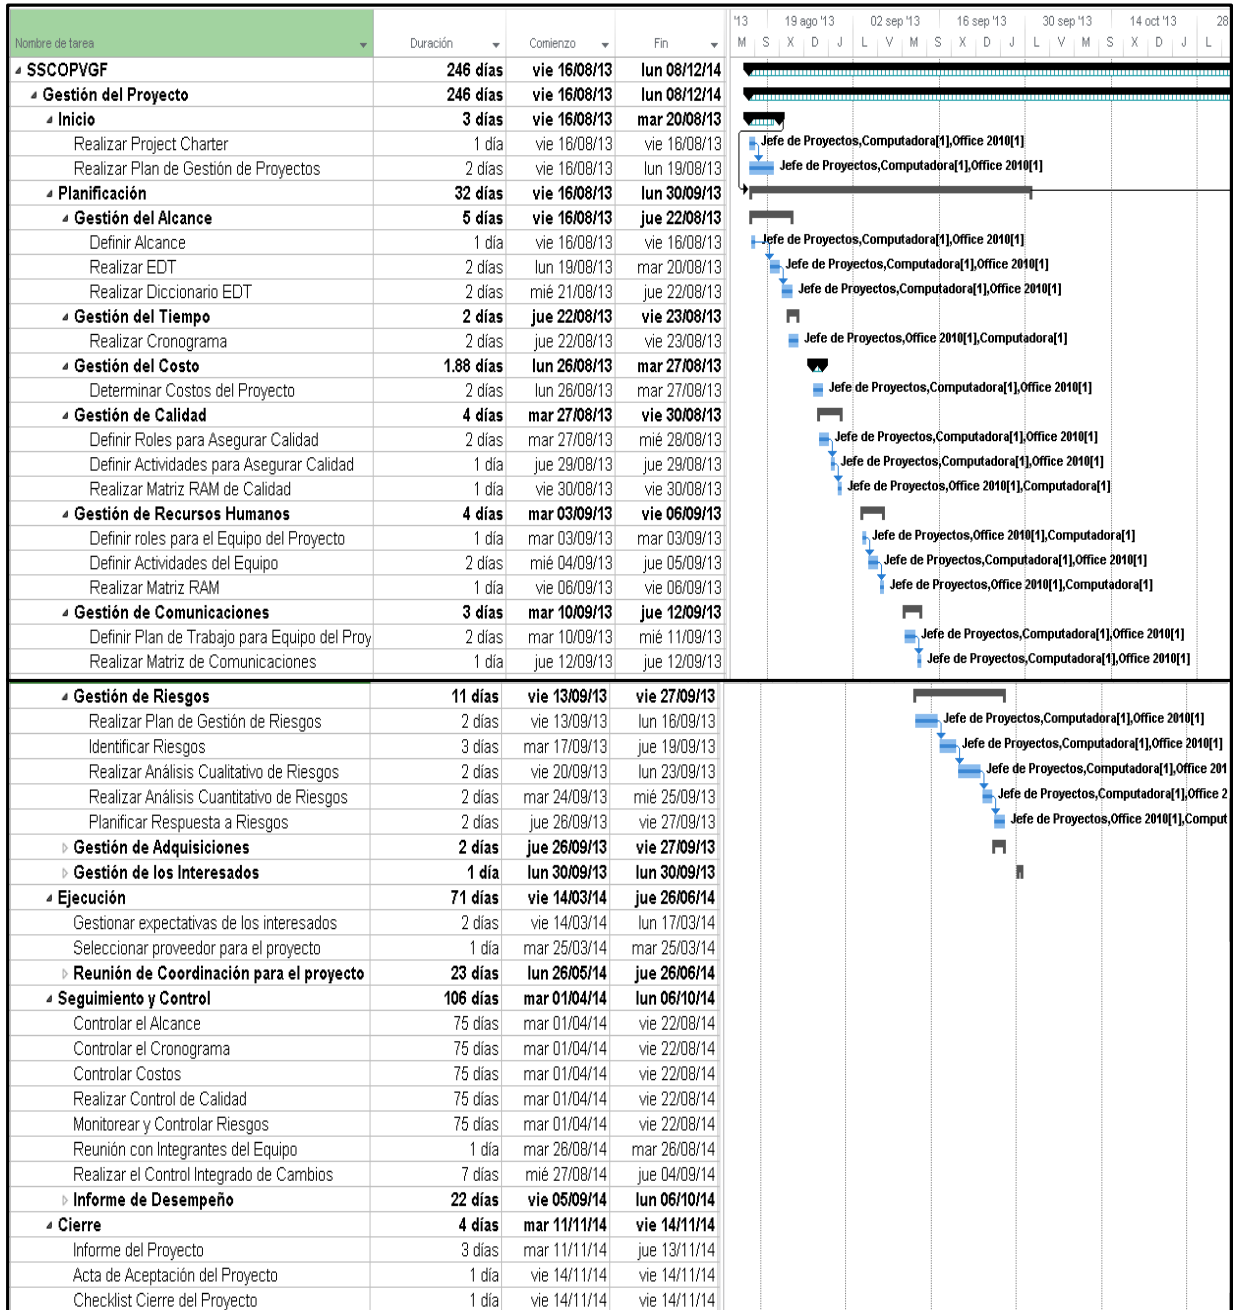 '13 19 ago '13 02 sep '13 16 sep '13 30 sep '13 14 oct '13 28
Nombre de tarea Duración Comienzo Fin M S X D J L V M S X D J L V M J L
SSCOPVGF 246 días vie 16/08/13 lun 08/12/14
Gestión del Proyecto 246 días vie 16/08/13 lun 08/12/14
Inicio 3 días vie 16/08/13 mar 20/08/13
Realizar Project Charter 1 día vie 16/08/13 vie 16/08/13 Jefe de Proyectos,Computadora[1],Office 2010[1]
Realizar Plan de Gestión de Proyectos 2 días vie 16/08/13 lun 19/08/13 Jefe de Proyectos,Computadora[1],Office 2010[1]
Planificación 32 días vie 16/08/13 lun 30/09/13
Gestión del Alcance 5 días vie 16/08/13 jue 22/08/13
Definir Alcance 1 día vie 16/08/13 vie 16/08/13 Jefe de Proyectos,Computadora[1],Office 2010[1]
Realizar EDT 2 días lun 19/08/13 mar 20/08/13 Jefe de Proyectos,Computadora[1],Office 2010[1]
Realizar Diccionario EDT 2 días mié 21/08/13 jue 22/08/13 Jefe de Proyectos,Computadora[1],Office 2010[1]
Gestión del Tiempo 2 días jue 22/08/13 vie 23/08/13
Realizar Cronograma 2 días jue 22/08/13 vie 23/08/13 Jefe de Proyectos,Office 2010[1],Computadora[1]
Gestión del Costo 1.88 días lun 26/08/13 mar 27/08/13
Determinar Costos del Proyecto 2 días lun 26/08/13 mar 27/08/13 Jefe de Proyectos,Computadora[1],Office 2010[1]
Gestión de Calidad 4 días mar 27/08/13 vie 30/08/13
Definir Roles para Asegurar Calidad 2 días mar 27/08/13 mié 28/08/13 Jefe de Proyectos,Computadora[1],Office 2010[1]
Definir Actividades para Asegurar Calidad 1 día jue 29/08/13 jue 29/08/13 Jefe de Proyectos,Computadora[1],Office 2010[1]
Realizar Matriz RAM de Calidad 1 día vie 30/08/13 vie 30/08/13 Jefe de Proyectos,Office 2010[1],Computadora[1]
Gestión de Recursos Humanos 4 días mar 03/09/13 vie 06/09/13
Definir roles para el Equipo del Proyecto 1 día mar 03/09/13 mar 03/09/13 Jefe de Proyectos,Office 2010[1],Computadora[1]
Definir Actividades del Equipo 2 días mié 04/09/13 jue 05/09/13 Jefe de Proyectos,Computadora[1],Office 2010[1]
Realizar Matriz RAM 1 día vie 06/09/13 vie 06/09/13 Jefe de Proyectos,Office 2010[1],Computadora[1]
Gestión de Comunicaciones 3 días mar 10/09/13 jue 12/09/13
Definir Plan de Trabajo para Equipo del Proy 2 días mar 10/09/13 mié 11/09/13 Jefe de Proyectos,Computadora[1],Office 2010[1]
Realizar Matriz de Comunicaciones 1 día jue 12/09/13 jue 12/09/13 Jefe de Proyectos,Computadora[1],Office 2010[1]
Gestión de Riesgos 11 días vie 13/09/13 vie 27/09/13
Realizar Plan de Gestión de Riesgos 2 días vie 13/09/13 lun 16/09/13 Jefe de Proyectos,Computadora[1],Office 2010[1]
Identificar Riesgos 3 días mar 17/09/13 jue 19/09/13 Jefe de Proyectos,Computadora[1],Office 2010[1]
Realizar Análisis Cualitativo de Riesgos 2 días vie 20/09/13 lun 23/09/13 Jefe de Proyectos,Computadora[1],Office 201
Realizar Análisis Cuantitativo de Riesgos 2 días mar 24/09/13 mié 25/09/13 Jefe de Proyectos,Computadora[1],Office 2
Planificar Respuesta a Riesgos 2 días jue 26/09/13 vie 27/09/13 Jefe de Proyectos,Office 2010[1],Comput
Gestión de Adquisiciones 2 días jue 26/09/13 vie 27/09/13
Gestión de los Interesados 1 día lun 30/09/13 lun 30/09/13
Ejecución 71 días vie 14/03/14 jue 26/06/14
Gestionar expectativas de los interesados 2 días vie 14/03/14 lun 17/03/14
Seleccionar proveedor para el proyecto 1 día mar 25/03/14 mar 25/03/14
Reunión de Coordinación para el proyecto 23 días lun 26/05/14 jue 26/06/14
Seguimiento y Control 106 días mar 01/04/14 lun 06/10/14
Controlar el Alcance 75 días mar 01/04/14 vie 22/08/14
Controlar el Cronograma 75 días mar 01/04/14 vie 22/08/14
Controlar Costos 75 días mar 01/04/14 vie 22/08/14
Realizar Control de Calidad 75 días mar 01/04/14 vie 22/08/14
Monitorear y Controlar Riesgos 75 días mar 01/04/14 vie 22/08/14
Reunión con Integrantes del Equipo 1 día mar 26/08/14 mar 26/08/14
Realizar el Control Integrado de Cambios 7 días mié 27/08/14 jue 04/09/14
Informe de Desempeño 22 días vie 05/09/14 lun 06/10/14
Cierre 4 días mar 11/11/14 vie 14/11/14
Informe del Proyecto 3 días mar 11/11/14 jue 13/11/14
Acta de Aceptación del Proyecto 1 día vie 14/11/14 vie 14/11/14
Checklist Cierre del Proyecto 1 día vie 14/11/14 vie 14/11/14